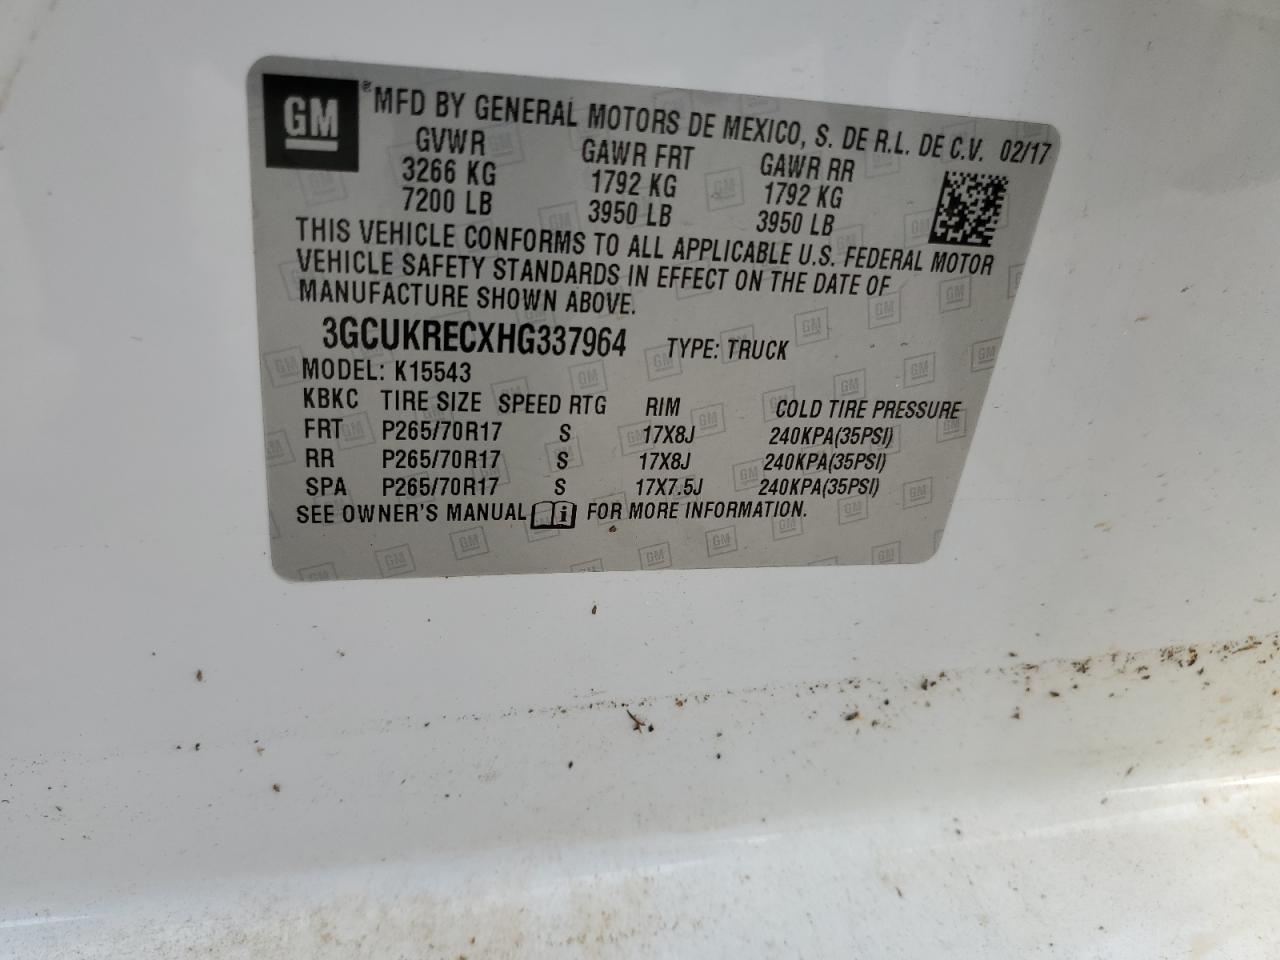 GM ® MFD BY GENERAL MOTORS DE MEXICO, S. DE R.L. DE C.V. 02/17
GVWR GAWR FRT GAWR RR
3266 KG 1792 KG 1792 KG
7200 LB 3950 LB 3950 LB
THIS VEHICLE CONFORMS TO ALL APPLICABLE U.S. FEDERAL MOTOR
VEHICLE SAFETY STANDARDS IN EFFECT ON THE DATE OF
MANUFACTURE SHOWN ABOVE.
3GCUKRECXHG337964 TYPE: TRUCK
MODEL: K15543
KBKC TIRE SIZE SPEED RTG RIM COLD TIRE PRESSURE
FRT P265/70R17 S 17X8J 240KPA(35PSI)
RR P265/70R17 S 17X8J 240KPA(35PSI)
SPA P265/70R17 S 17X7.5J 240KPA(35PSI)
SEE OWNER'S MANUAL i FOR MORE INFORMATION.